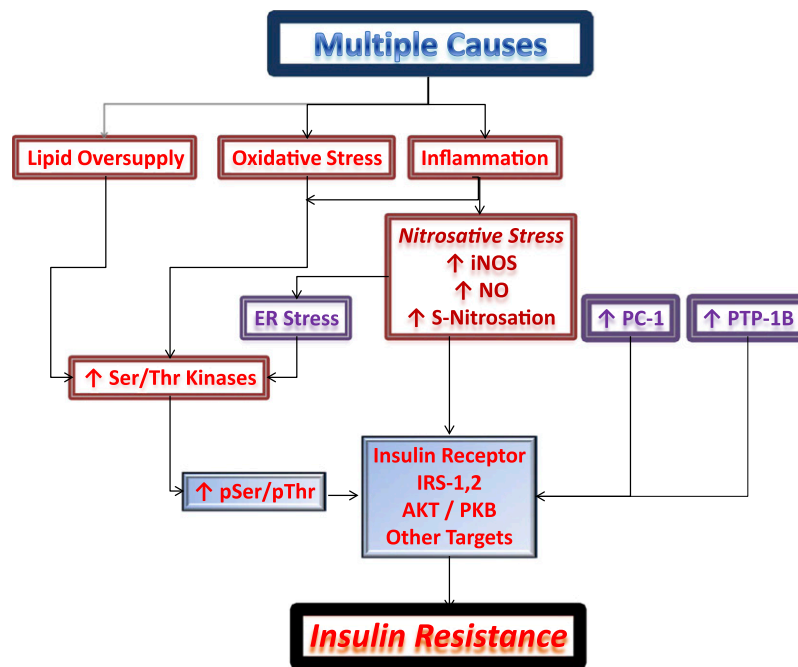 Multiple Causes
Lipid Oversupply
Oxidative Stress
Inflammation
Nitrosative Stress
↑ iNOS
↑ NO
↑ S-Nitrosation
ER Stress
↑ PC-1
↑ PTP-1B
↑ Ser/Thr Kinases
Insulin Receptor
IRS-1,2
AKT / PKB
Other Targets
↑ pSer/pThr
Insulin Resistance